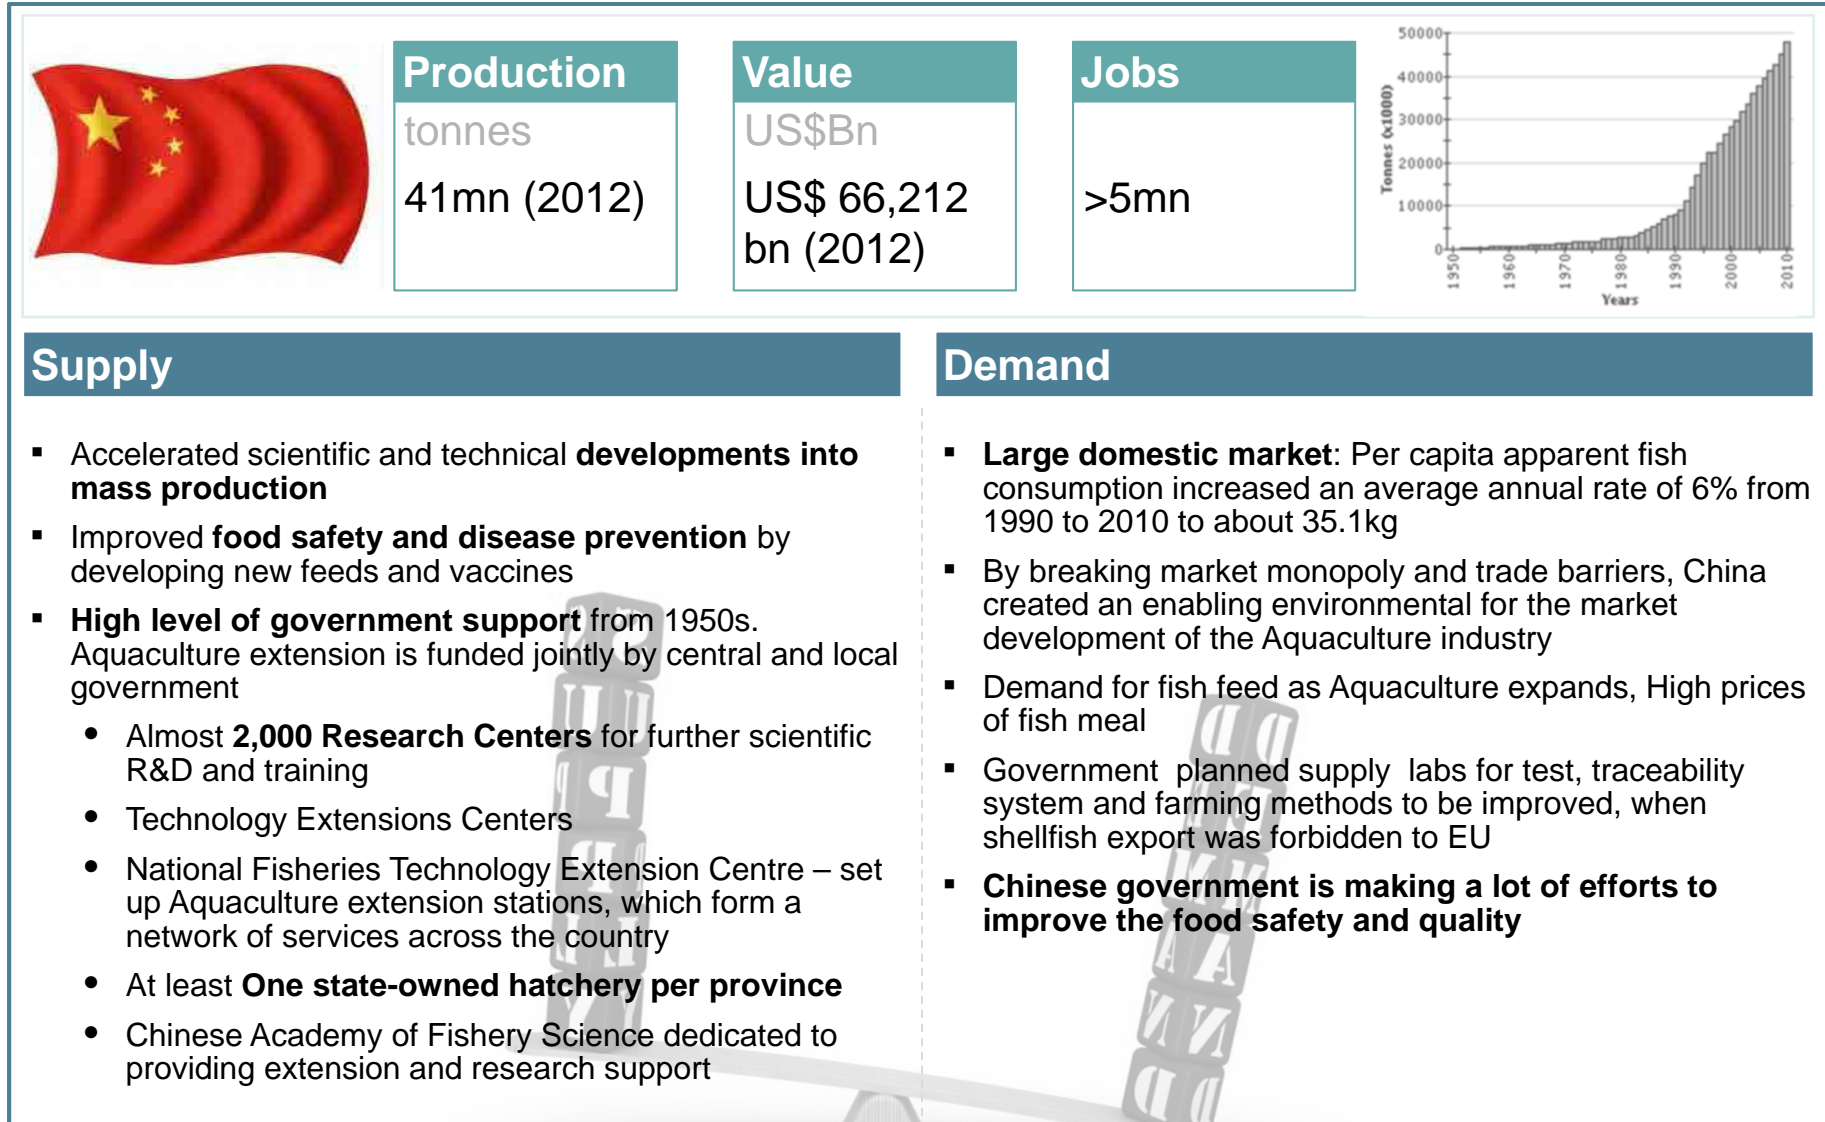 Production
tonnes
41mn (2012)
Value
US$Bn
US$ 66,212
bn (2012)
Jobs
>5mn
50000
40000
30000
20000
10000
0
Tonnes (x1000)
1950
1960
1970
1980
1990
2000
2010
Years
Supply
▪ Accelerated scientific and technical developments into
mass production
▪ Improved food safety and disease prevention by
developing new feeds and vaccines
▪ High level of government support from 1950s.
Aquaculture extension is funded jointly by central and local
government
• Almost 2,000 Research Centers for further scientific
R&D and training
• Technology Extensions Centers
• National Fisheries Technology Extension Centre – set
up Aquaculture extension stations, which form a
network of services across the country
• At least One state-owned hatchery per province
• Chinese Academy of Fishery Science dedicated to
providing extension and research support
Demand
▪ Large domestic market: Per capita apparent fish
consumption increased an average annual rate of 6% from
1990 to 2010 to about 35.1kg
▪ By breaking market monopoly and trade barriers, China
created an enabling environmental for the market
development of the Aquaculture industry
▪ Demand for fish feed as Aquaculture expands, High prices
of fish meal
▪ Government planned supply labs for test, traceability
system and farming methods to be improved, when
shellfish export was forbidden to EU
▪ Chinese government is making a lot of efforts to
improve the food safety and quality